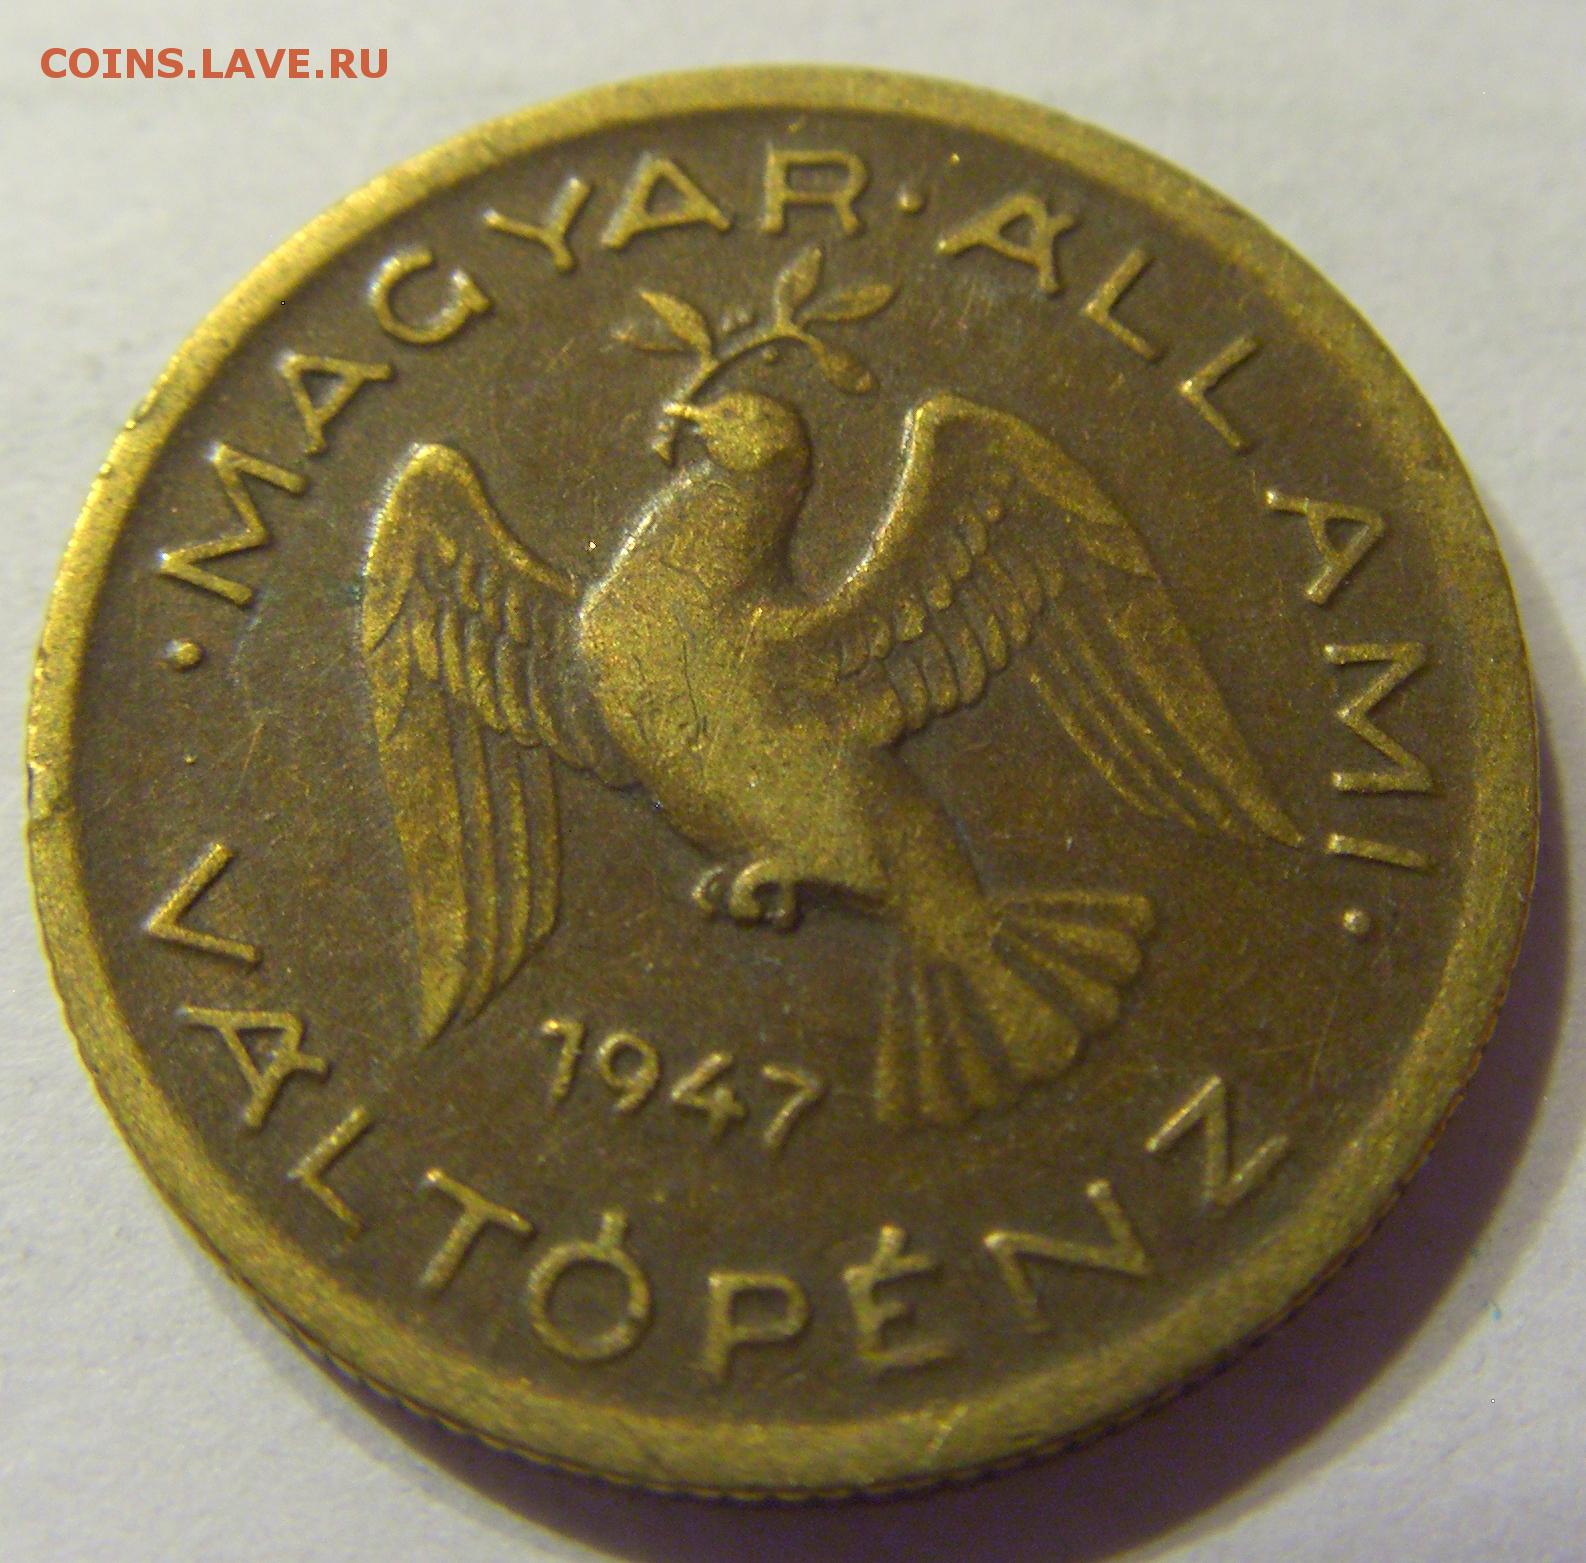 COINS.LAVE.RU
· MAGYAR · ÁLLAMI ·
1947
VÁLTÓPÉNZ